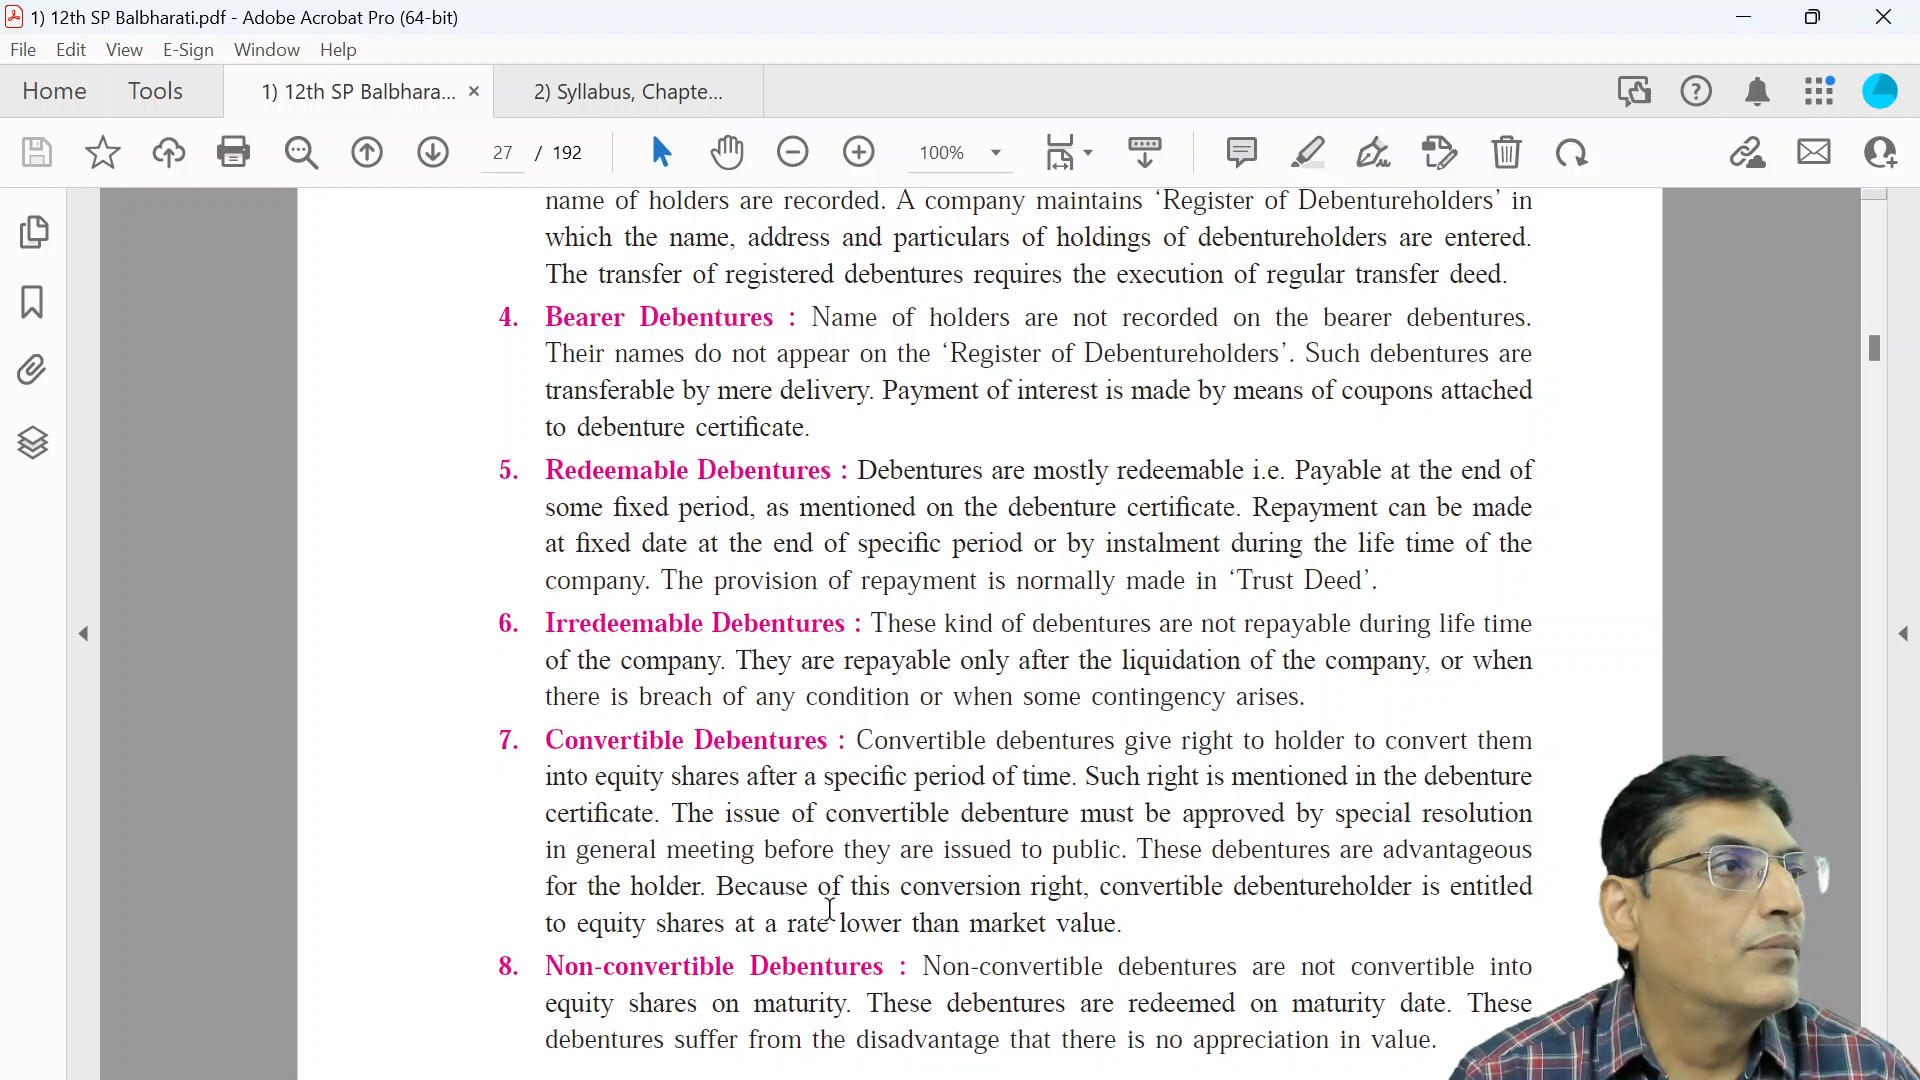 1) 12th SP Balbharati.pdf - Adobe Acrobat Pro (64-bit)
File Edit View E-Sign Window Help
Home Tools 1) 12th SP Balbhara... × 2) Syllabus, Chapte...
27 / 192 100%
name of holders are recorded. A company maintains ‘Register of Debentureholders’ in
which the name, address and particulars of holdings of debentureholders are entered.
The transfer of registered debentures requires the execution of regular transfer deed.
4. Bearer Debentures : Name of holders are not recorded on the bearer debentures.
Their names do not appear on the ‘Register of Debentureholders’. Such debentures are
transferable by mere delivery. Payment of interest is made by means of coupons attached
to debenture certificate.
5. Redeemable Debentures : Debentures are mostly redeemable i.e. Payable at the end of
some fixed period, as mentioned on the debenture certificate. Repayment can be made
at fixed date at the end of specific period or by instalment during the life time of the
company. The provision of repayment is normally made in ‘Trust Deed’.
6. Irredeemable Debentures : These kind of debentures are not repayable during life time
of the company. They are repayable only after the liquidation of the company, or when
there is breach of any condition or when some contingency arises.
7. Convertible Debentures : Convertible debentures give right to holder to convert them
into equity shares after a specific period of time. Such right is mentioned in the debenture
certificate. The issue of convertible debenture must be approved by special resolution
in general meeting before they are issued to public. These debentures are advantageous
for the holder. Because of this conversion right, convertible debentureholder is entitled
to equity shares at a rate lower than market value.
8. Non-convertible Debentures : Non-convertible debentures are not convertible into
equity shares on maturity. These debentures are redeemed on maturity date. These
debentures suffer from the disadvantage that there is no appreciation in value.